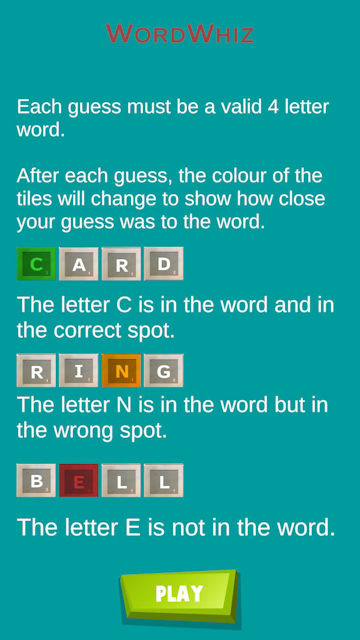 WordWhiz
Each guess must be a valid 4 letter
word.
After each guess, the colour of the
tiles will change to show how close
your guess was to the word.
C A R D
The letter C is in the word and in
the correct spot.
R I N G
The letter N is in the word but in
the wrong spot.
B E L L
The letter E is not in the word.
PLAY